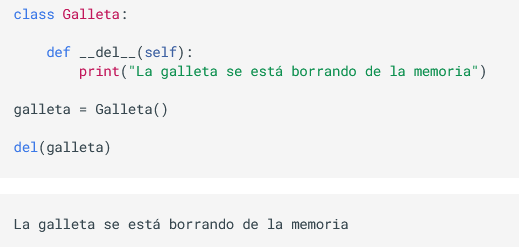 class Galleta:
    def __del__(self):
        print("La galleta se está borrando de la memoria")
galleta = Galleta()
del(galleta)
La galleta se está borrando de la memoria